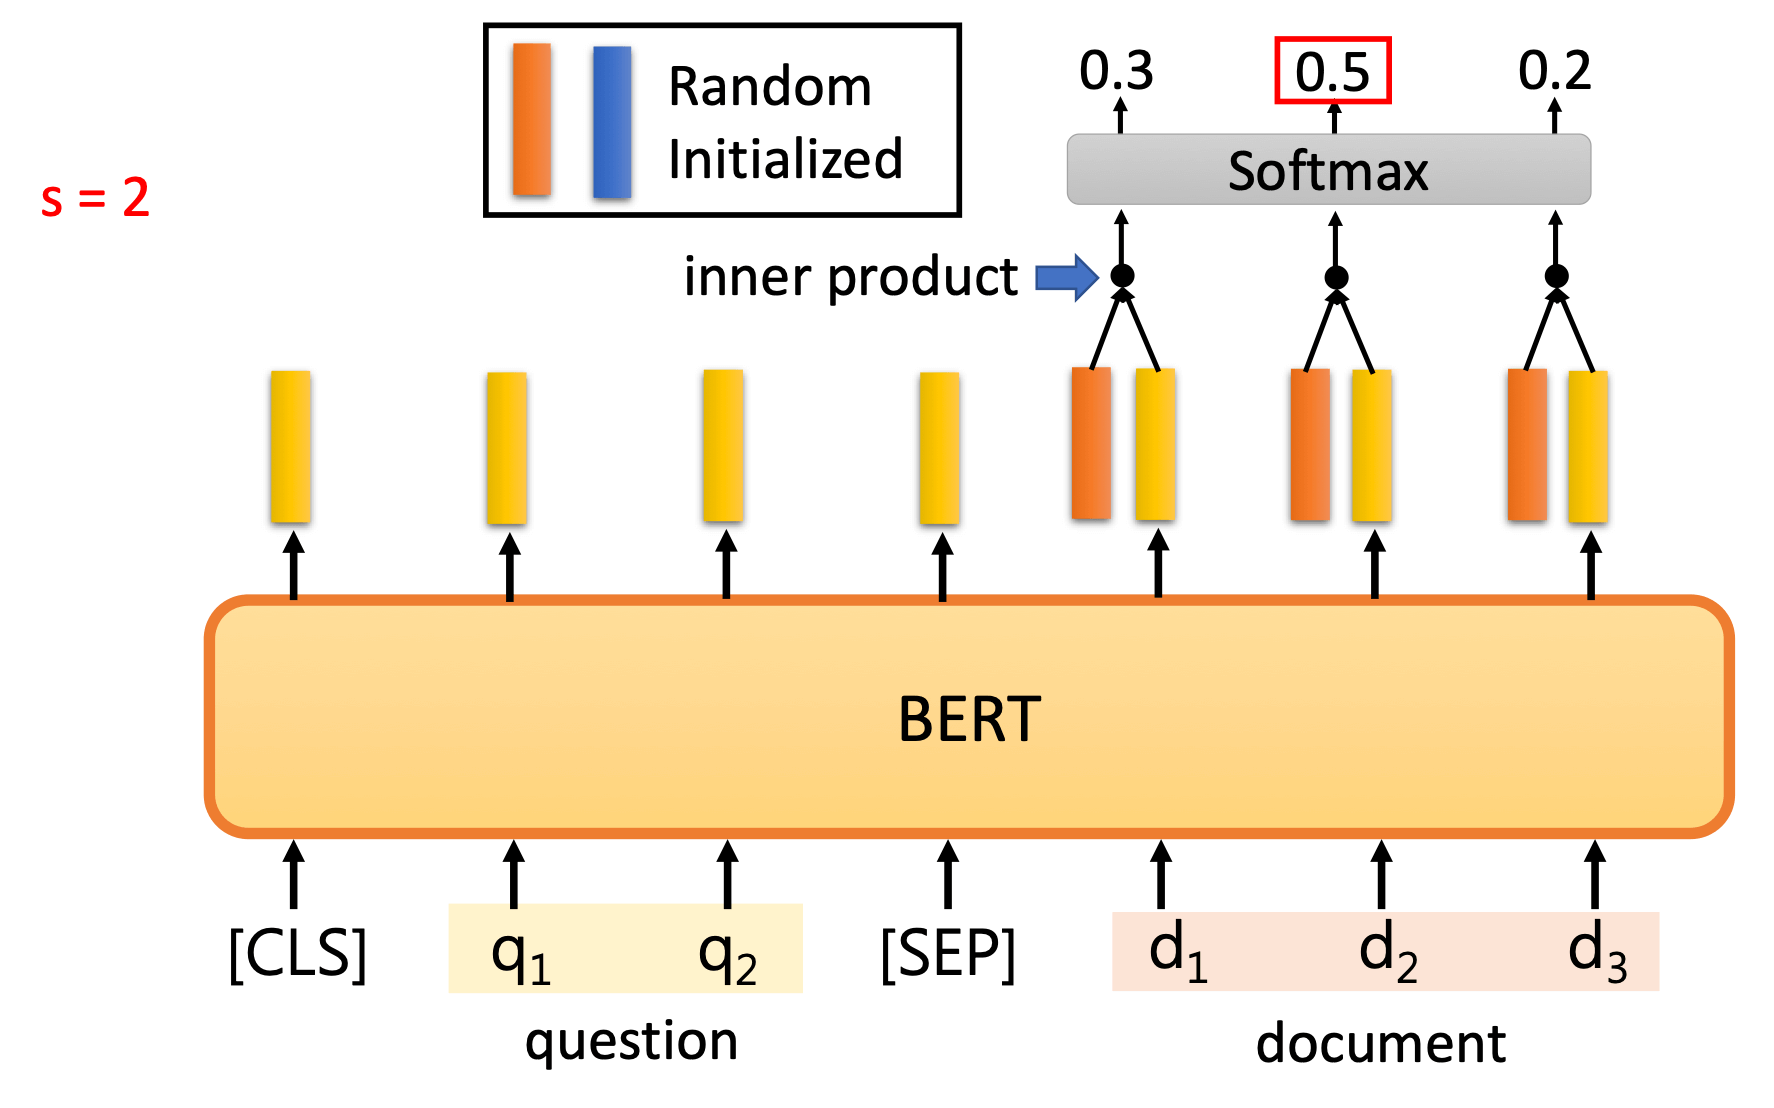 Random
Initialized
0.3 0.5 0.2
Softmax
s = 2
inner product
BERT
[CLS] q1 q2 [SEP] d1 d2 d3
question document